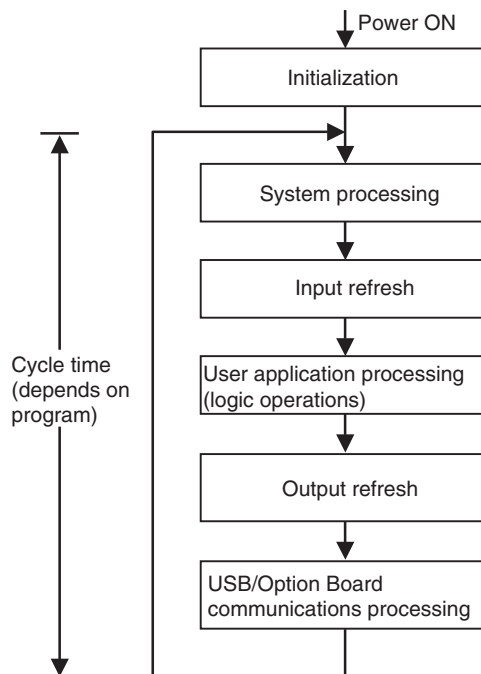 Power ON
Initialization
System processing
Input refresh
Cycle time
(depends on
program)
User application processing
(logic operations)
Output refresh
USB/Option Board
communications processing